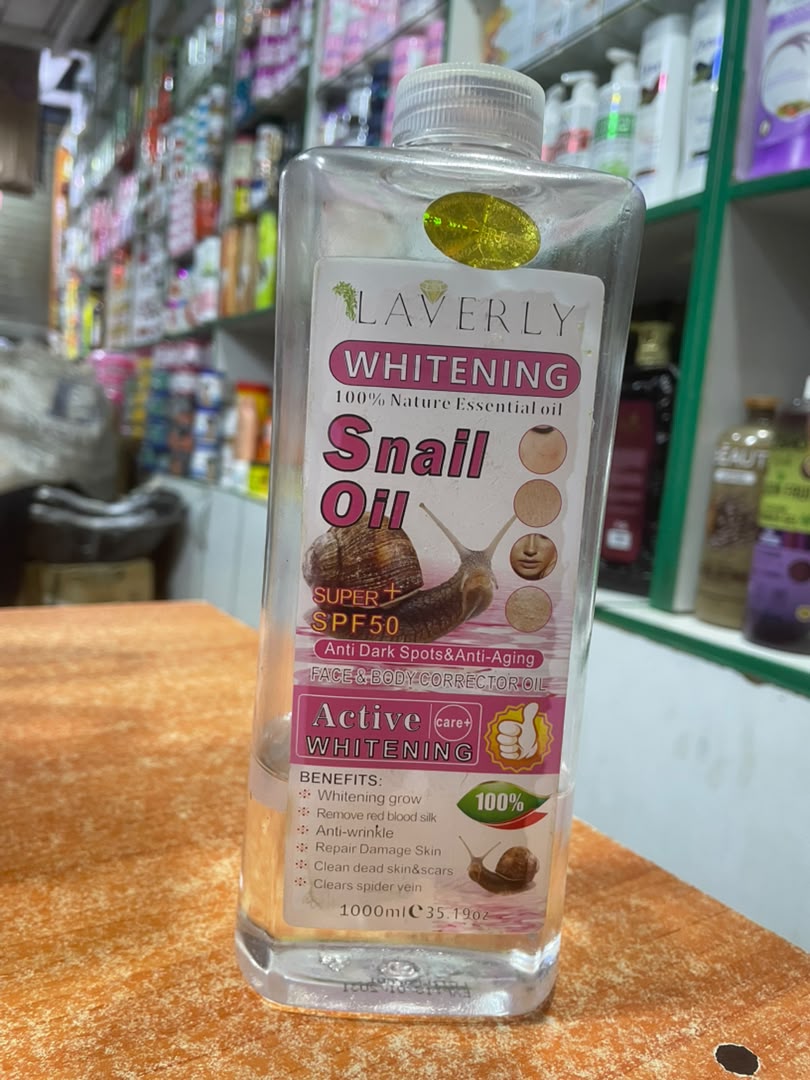 LAVERLY
WHITENING
100% Nature Essential oil
Snail
Oil
SUPER+
SPF50
Anti Dark Spots&Anti-Aging
FACE & BODY CORRECTOR OIL
Active care+
WHITENING
BENEFITS:
Whitening grow
Remove red blood silk
Anti-wrinkle
Repair Damage Skin
Clean dead skin&scars
Clears spider vein
100%
1000ml e 35.19oz
BEAUT